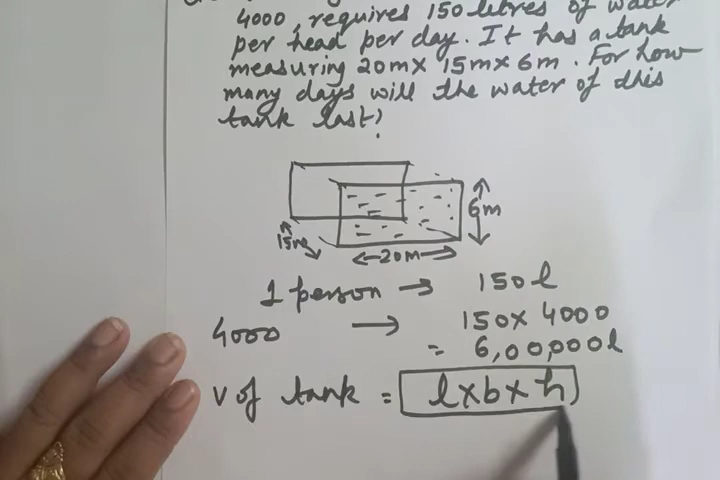 4000, requires 150 litres of water
per head per day. It has a tank
measuring 20m x 15m x 6m. For how
many days will the water of this
tank last?
6m
15m
20m
1 person → 150 l
4000 → 150 x 4000
= 6,00,000 l
V of tank = l x b x h